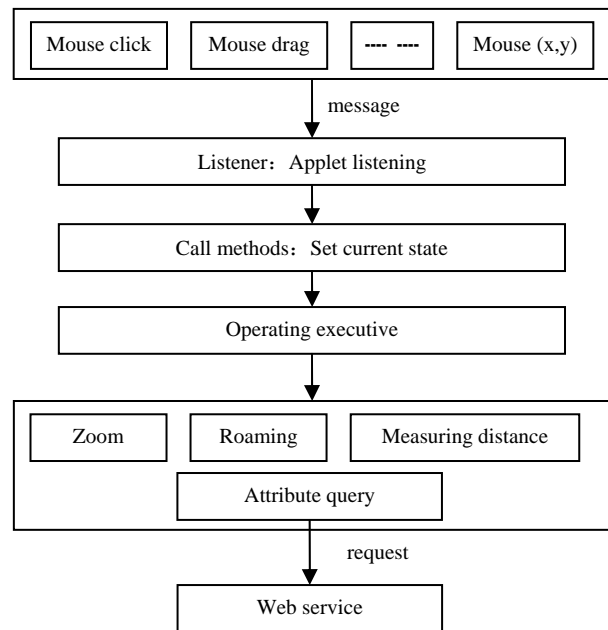 Mouse click
Mouse drag
---- ----
Mouse (x,y)
message
Listener：Applet listening
Call methods：Set current state
Operating executive
Zoom
Roaming
Measuring distance
Attribute query
request
Web service